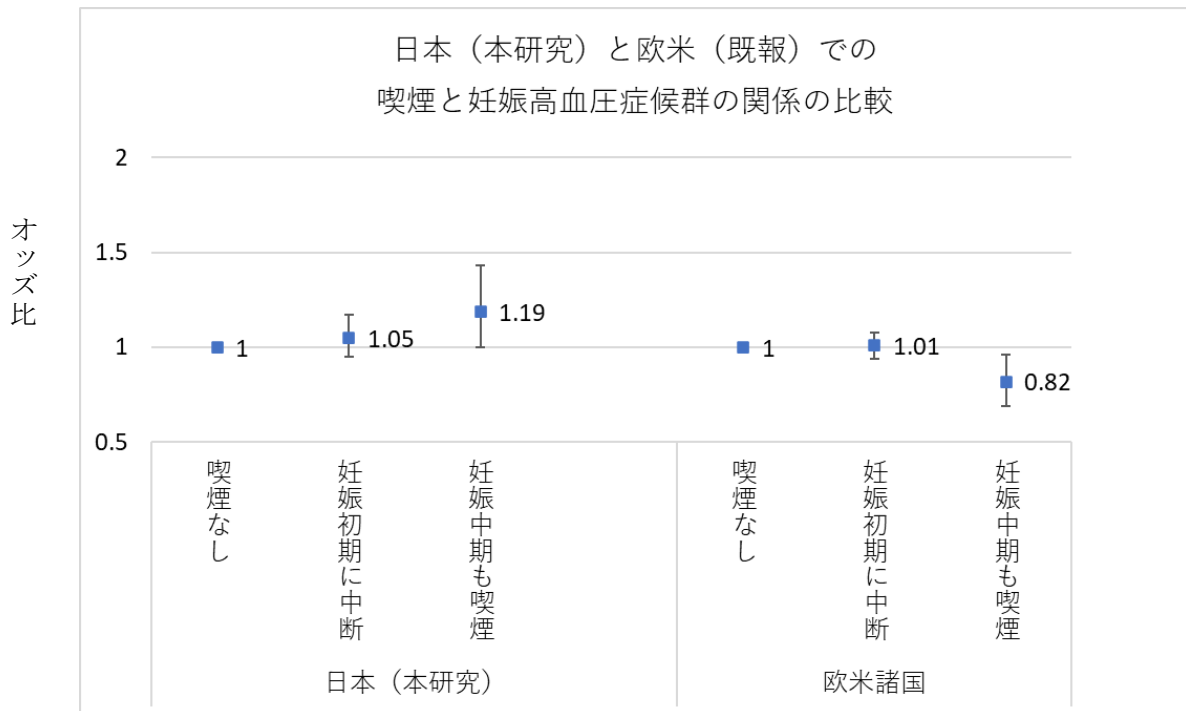 日本（本研究）と欧米（既報）での
喫煙と妊娠高血圧症候群の関係の比較
オッズ比
2
1.5
1
0.5
1
1.05
1.19
1
1.01
0.82
喫煙なし
妊娠初期に中断
妊娠中期も喫煙
喫煙なし
妊娠初期に中断
妊娠中期も喫煙
日本（本研究）
欧米諸国